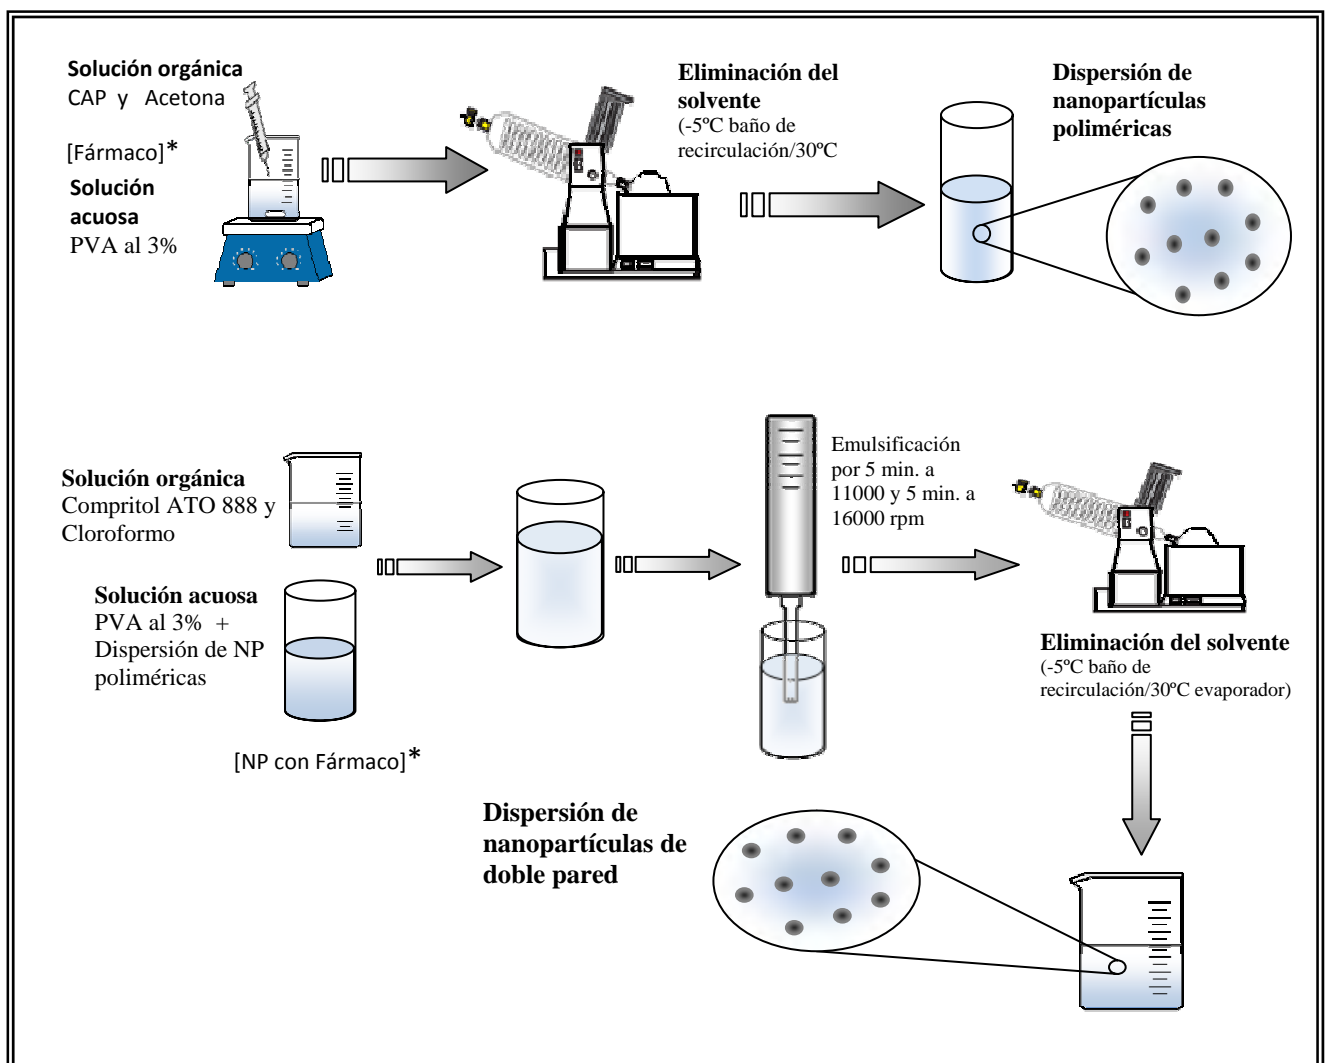 Solución orgánica
CAP y Acetona
[Fármaco]*
Solución
acuosa
PVA al 3%
Eliminación del
solvente
(-5ºC baño de
recirculación/30ºC
Dispersión de
nanopartículas
poliméricas
Solución orgánica
Compritol ATO 888 y
Cloroformo
Solución acuosa
PVA al 3% +
Dispersión de NP
poliméricas
[NP con Fármaco]*
Emulsificación
por 5 min. a
11000 y 5 min. a
16000 rpm
Eliminación del solvente
(-5ºC baño de
recirculación/30ºC evaporador)
Dispersión de
nanopartículas de
doble pared